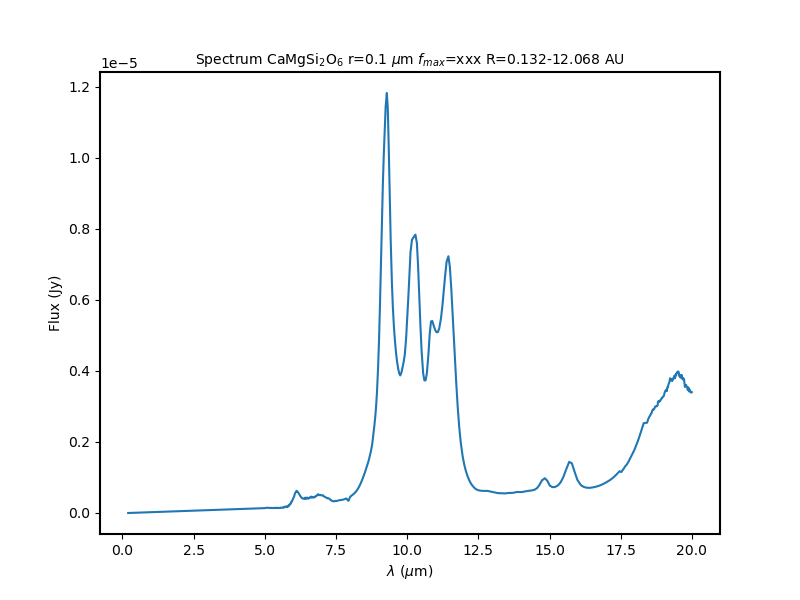 Spectrum CaMgSi₂O₆ r=0.1 μm f_max=xxx R=0.132-12.068 AU
1e−5
1.2
1.0
0.8
0.6
0.4
0.2
0.0
Flux (Jy)
0.0 2.5 5.0 7.5 10.0 12.5 15.0 17.5 20.0
λ (μm)